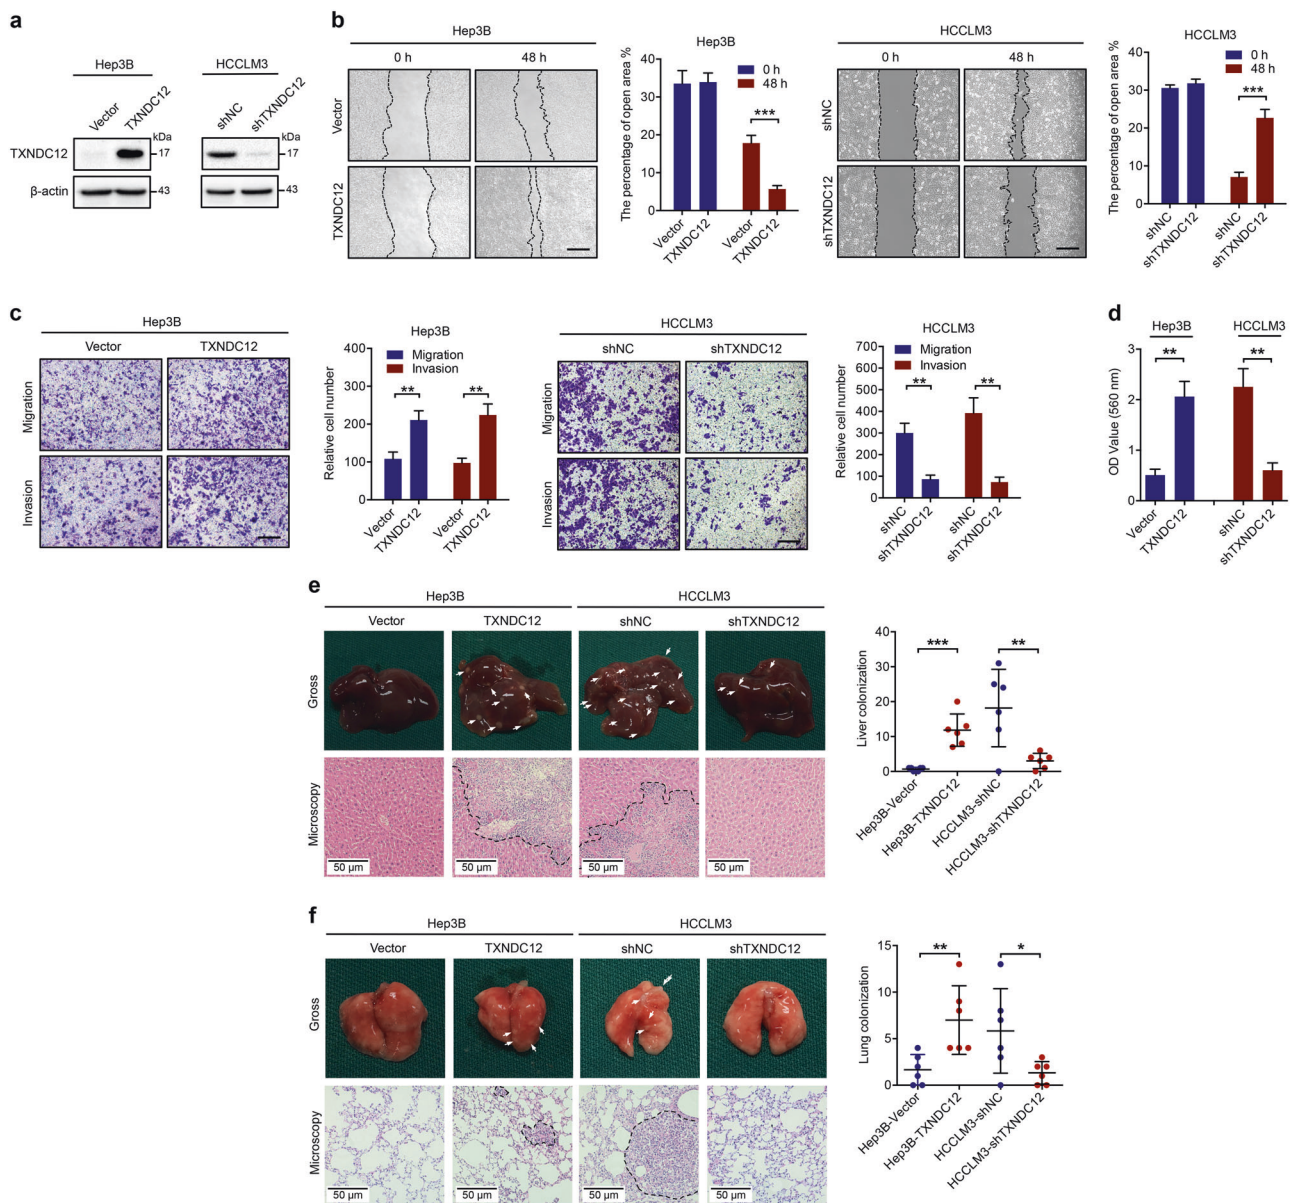 a
Hep3B
HCCLM3
Vector
TXNDC12
shNC
shTXNDC12
kDa
kDa
TXNDC12
17
17
β-actin
43
43
b
Hep3B
0 h
48 h
Vector
TXNDC12
Hep3B
The percentage of open area %
40
30
20
10
0
0 h
48 h
***
Vector
TXNDC12
Vector
TXNDC12
HCCLM3
0 h
48 h
shNC
shTXNDC12
HCCLM3
The percentage of open area %
40
30
20
10
0
0 h
48 h
***
shNC
shTXNDC12
shNC
shTXNDC12
c
Hep3B
Vector
TXNDC12
Migration
Invasion
Hep3B
Relative cell number
400
300
200
100
0
Migration
Invasion
**
**
Vector
TXNDC12
Vector
TXNDC12
HCCLM3
shNC
shTXNDC12
Migration
Invasion
HCCLM3
Relative cell number
700
600
500
400
300
200
100
0
Migration
Invasion
**
**
shNC
shTXNDC12
shNC
shTXNDC12
d
Hep3B
HCCLM3
OD Value (560 nm)
3
2
1
0
**
**
Vector
TXNDC12
shNC
shTXNDC12
e
Hep3B
HCCLM3
Vector
TXNDC12
shNC
shTXNDC12
Gross
Microscopy
50 μm
50 μm
50 μm
50 μm
Liver colonization
40
30
20
10
0
***
**
Hep3B-Vector
Hep3B-TXNDC12
HCCLM3-shNC
HCCLM3-shTXNDC12
f
Hep3B
HCCLM3
Vector
TXNDC12
shNC
shTXNDC12
Gross
Microscopy
50 μm
50 μm
50 μm
50 μm
Lung colonization
15
10
5
0
**
*
Hep3B-Vector
Hep3B-TXNDC12
HCCLM3-shNC
HCCLM3-shTXNDC12